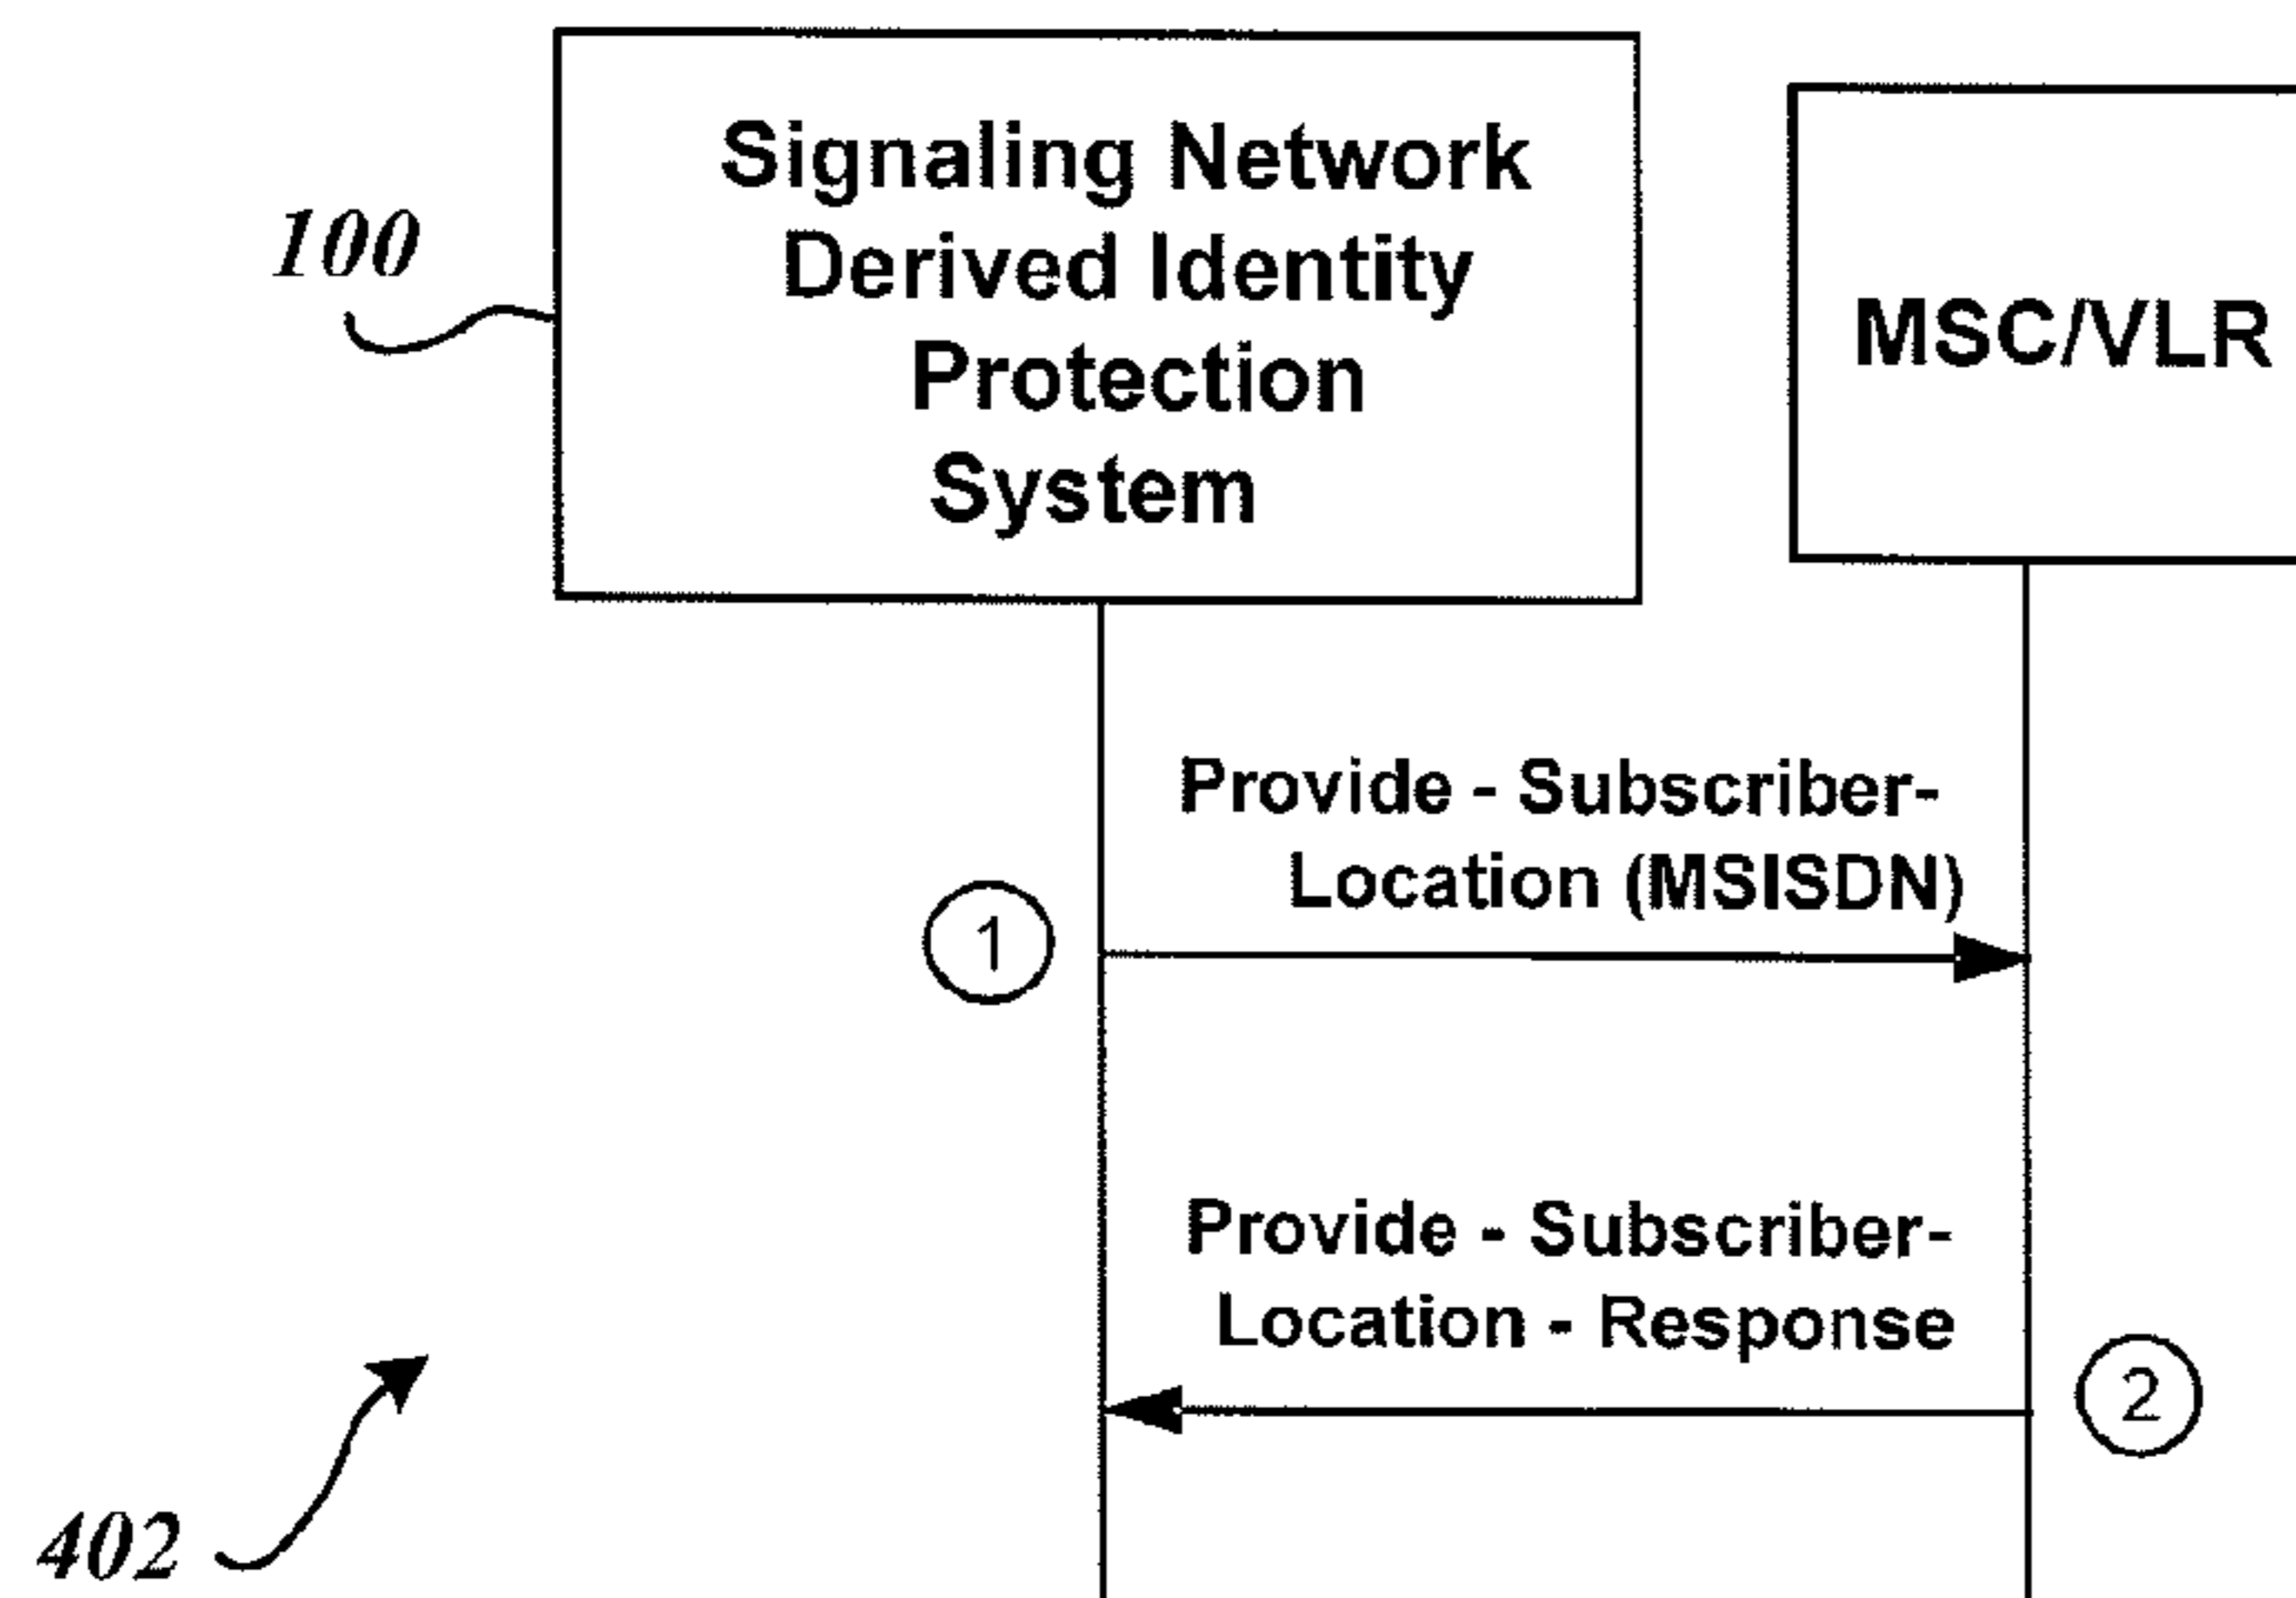 Signaling Network
Derived Identity
Protection
System
100
MSC/VLR
Provide - Subscriber-
Location (MSISDN)
1
Provide - Subscriber-
Location - Response
2
402